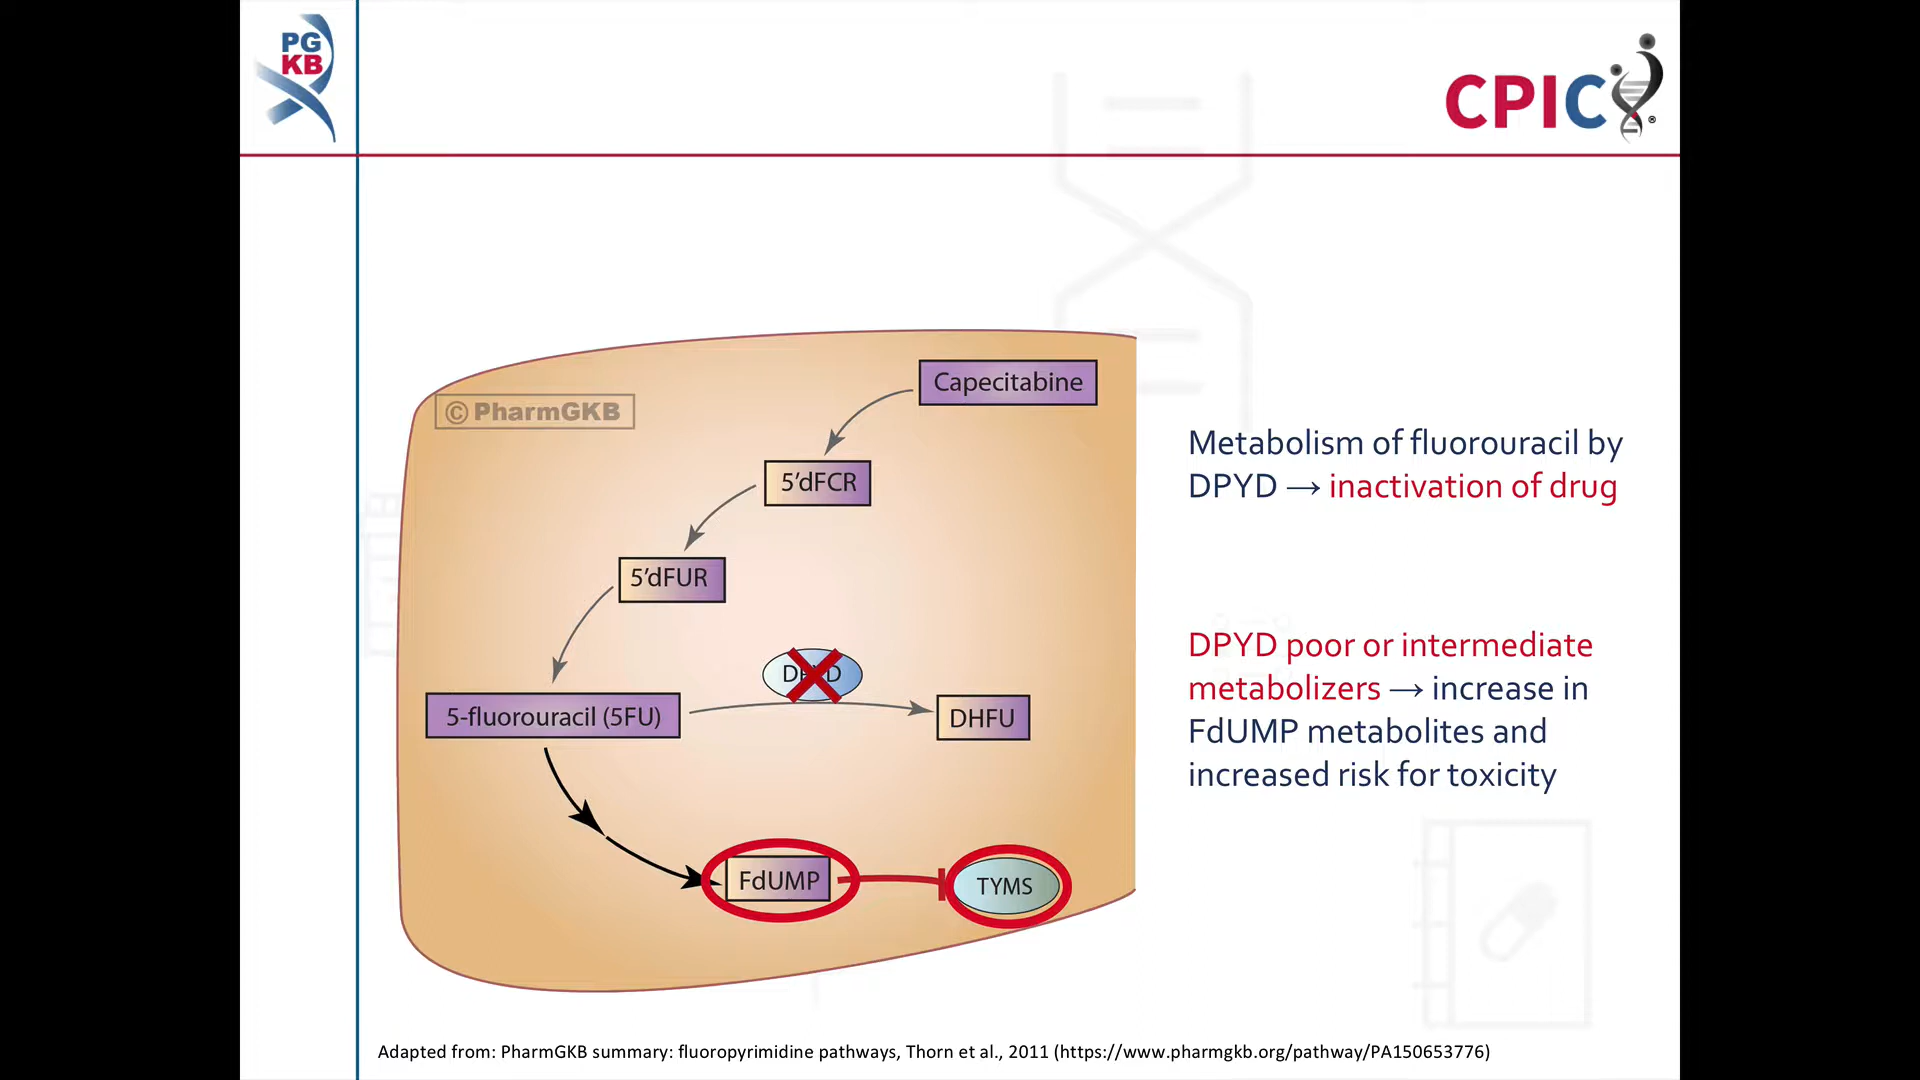 PG
KB
CPIC®
© PharmGKB
Capecitabine
5'dFCR
5'dFUR
DPYD
5-fluorouracil (5FU)
DHFU
FdUMP
TYMS
Metabolism of fluorouracil by
DPYD → inactivation of drug
DPYD poor or intermediate
metabolizers → increase in
FdUMP metabolites and
increased risk for toxicity
Adapted from: PharmGKB summary: fluoropyrimidine pathways, Thorn et al., 2011 (https://www.pharmgkb.org/pathway/PA150653776)